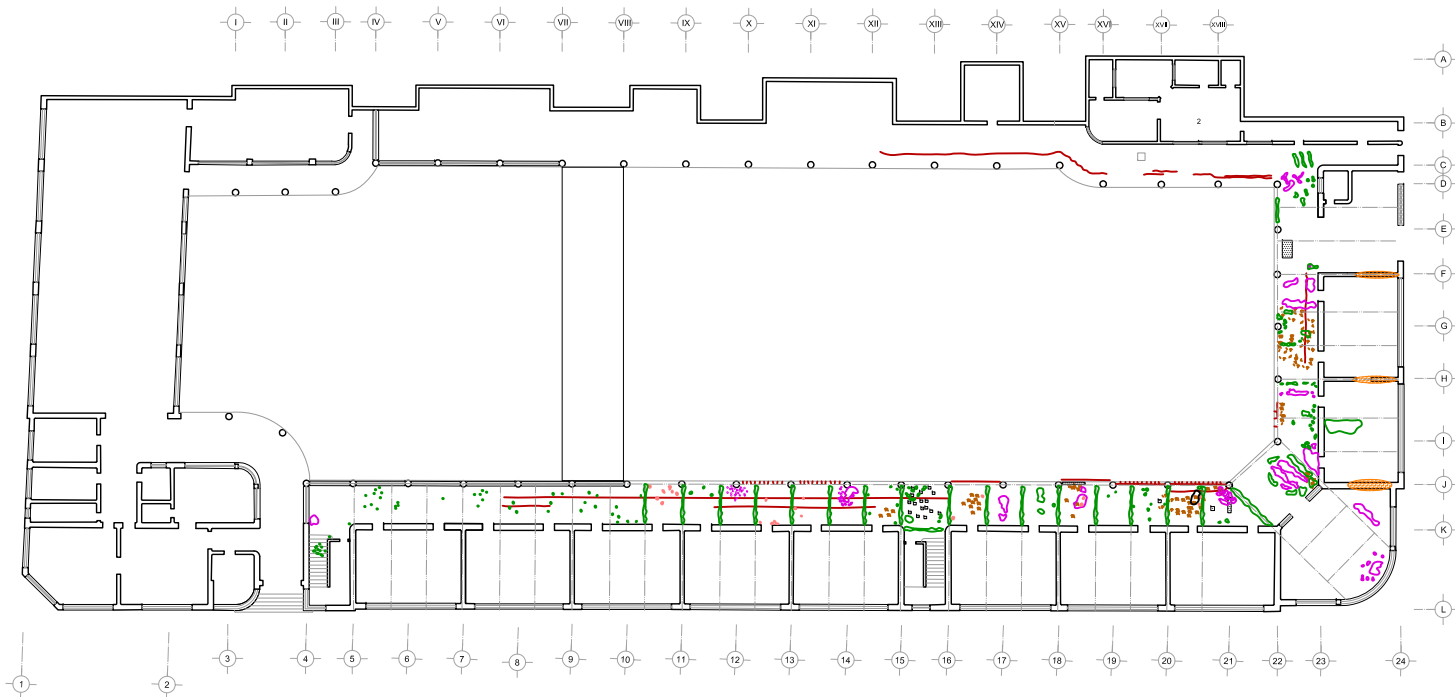 I II III IV V VI VII VIII IX X XI XII XIII XIV XV XVI XVII XVIII
A
B
2
C
D
E
F
G
H
I
J
K
L
1 2 3 4 5 6 7 8 9 10 11 12 13 14 15 16 17 18 19 20 21 22 23 24